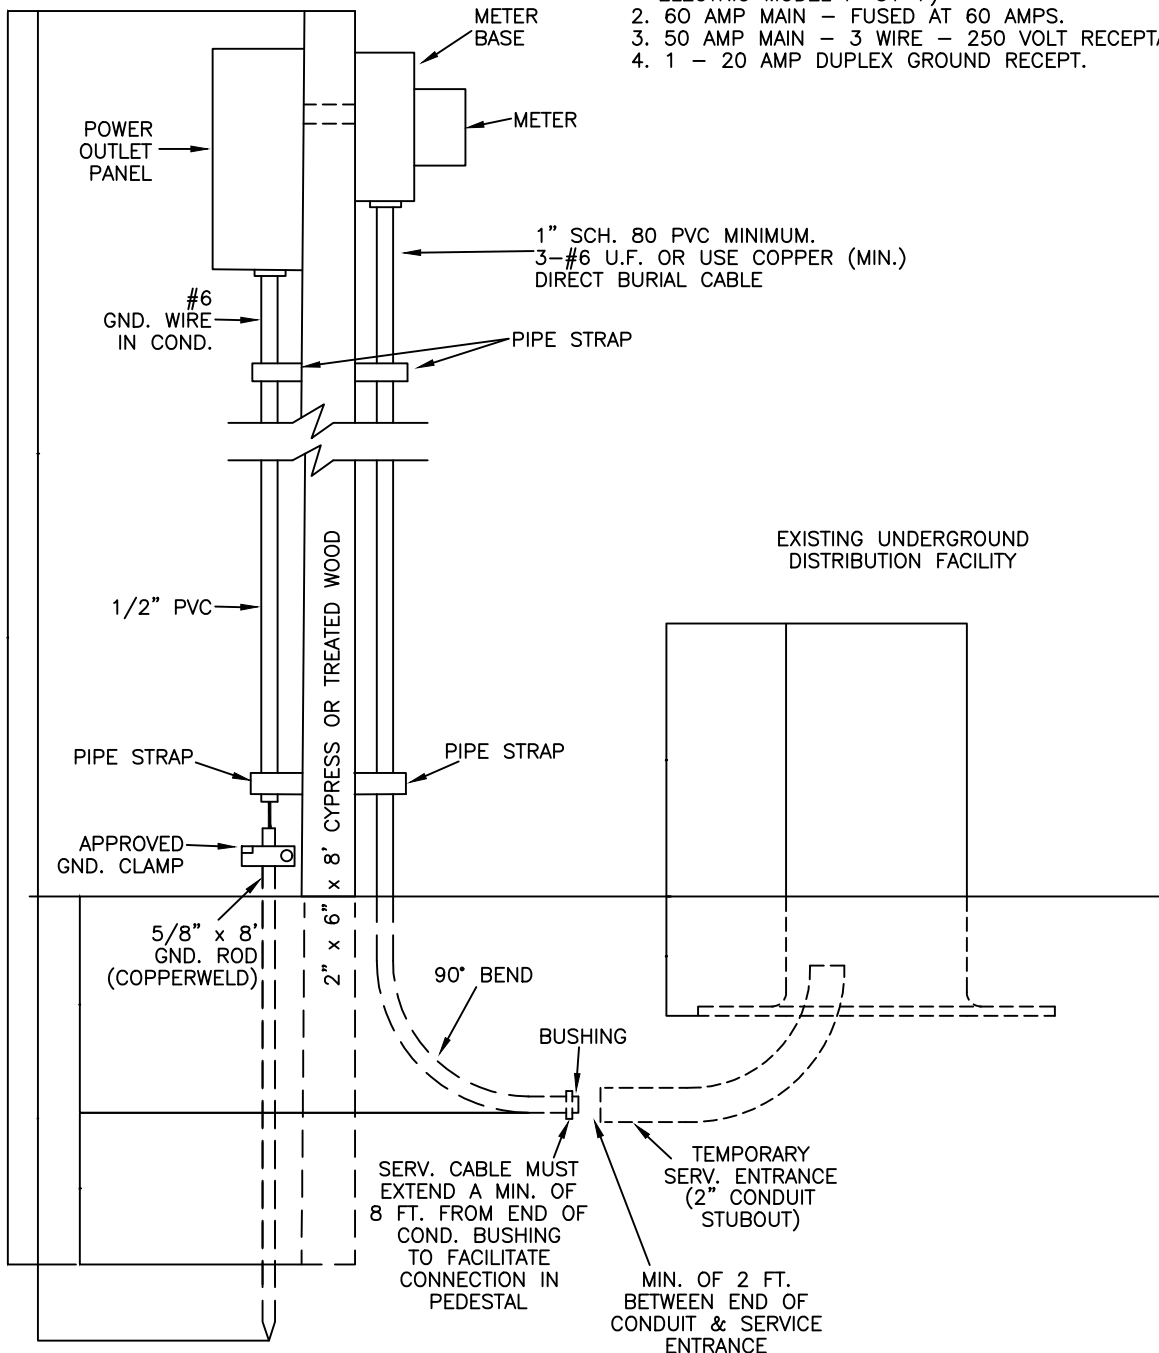 METER
BASE
2. 60 AMP MAIN – FUSED AT 60 AMPS.
3. 50 AMP MAIN – 3 WIRE – 250 VOLT
4. 1 – 20 AMP DUPLEX GROUND RECEPT.
POWER
OUTLET
PANEL
METER
1" SCH. 80 PVC MINIMUM.
3–#6 U.F. OR USE COPPER (MIN.)
DIRECT BURIAL CABLE
#6
GND. WIRE
IN COND.
PIPE STRAP
EXISTING UNDERGROUND
DISTRIBUTION FACILITY
1/2" PVC
2" x 6" x 8' CYPRESS OR TREATED WOOD
PIPE STRAP
PIPE STRAP
APPROVED
GND. CLAMP
5/8" x 8'
GND. ROD
(COPPERWELD)
90° BEND
BUSHING
SERV. CABLE MUST
EXTEND A MIN. OF
8 FT. FROM END OF
COND. BUSHING
TO FACILITATE
CONNECTION IN
PEDESTAL
TEMPORARY
SERV. ENTRANCE
(2" CONDUIT
STUBOUT)
MIN. OF 2 FT.
BETWEEN END OF
CONDUIT & SERVICE
ENTRANCE